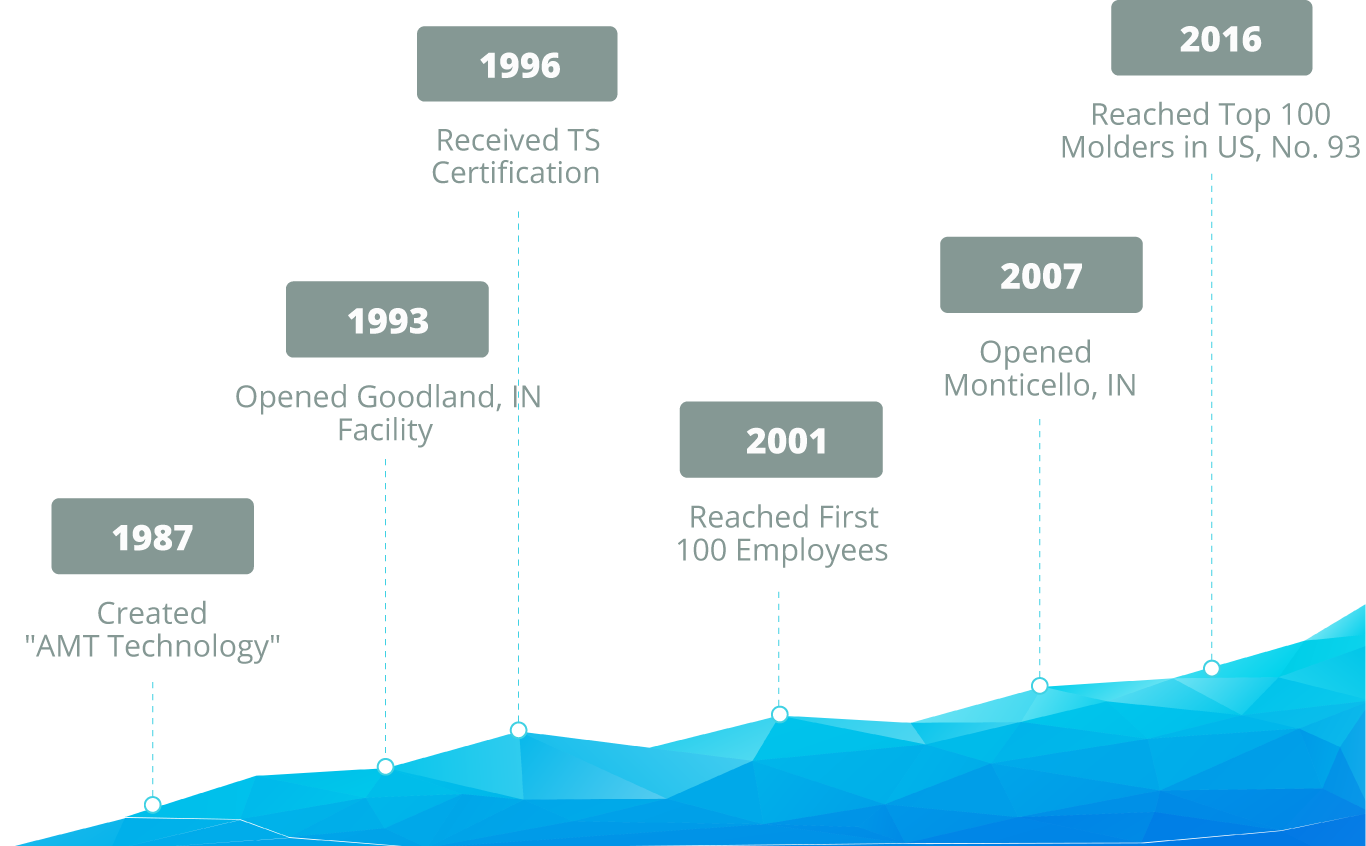 1987
Created
"AMT Technology"
1993
Opened Goodland, IN
Facility
1996
Received TS
Certification
2001
Reached First
100 Employees
2007
Opened
Monticello, IN
2016
Reached Top 100
Molders in US, No. 93